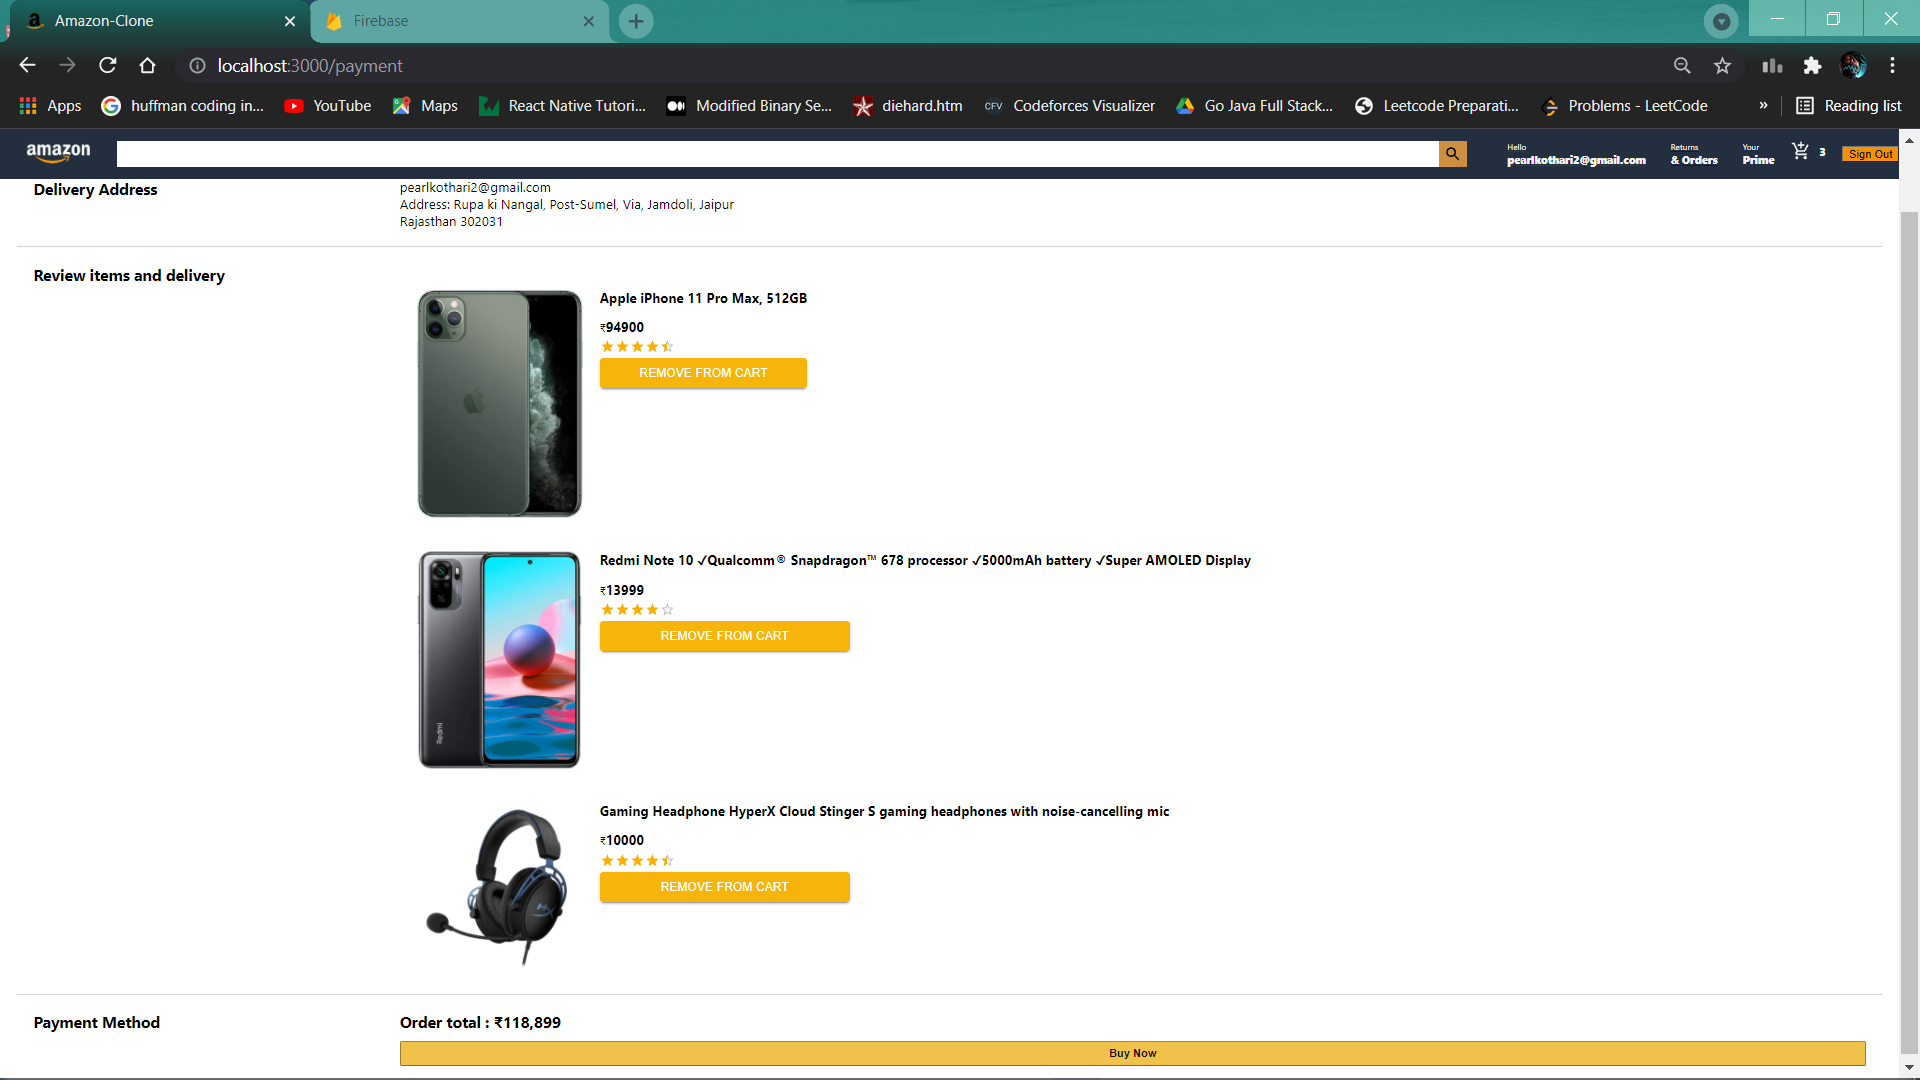 Amazon-Clone
Firebase
localhost:3000/payment
Apps
huffman coding in...
YouTube
Maps
React Native Tutori...
Modified Binary Se...
diehard.htm
CFV
Codeforces Visualizer
Go Java Full Stack...
Leetcode Preparati...
Problems - LeetCode
»
Reading list
amazon
Hello
pearlkothari2@gmail.com
Returns
& Orders
Your
Prime
3
Sign Out
Delivery Address
pearlkothari2@gmail.com
Address: Rupa ki Nangal, Post-Sumel, Via, Jamdoli, Jaipur
Rajasthan 302031
Review items and delivery
Apple iPhone 11 Pro Max, 512GB
₹94900
REMOVE FROM CART
Redmi Note 10 ✓Qualcomm® Snapdragon™ 678 processor ✓5000mAh battery ✓Super AMOLED Display
₹13999
REMOVE FROM CART
Redmi
Gaming Headphone HyperX Cloud Stinger S gaming headphones with noise-cancelling mic
₹10000
REMOVE FROM CART
Payment Method
Order total : ₹118,899
Buy Now